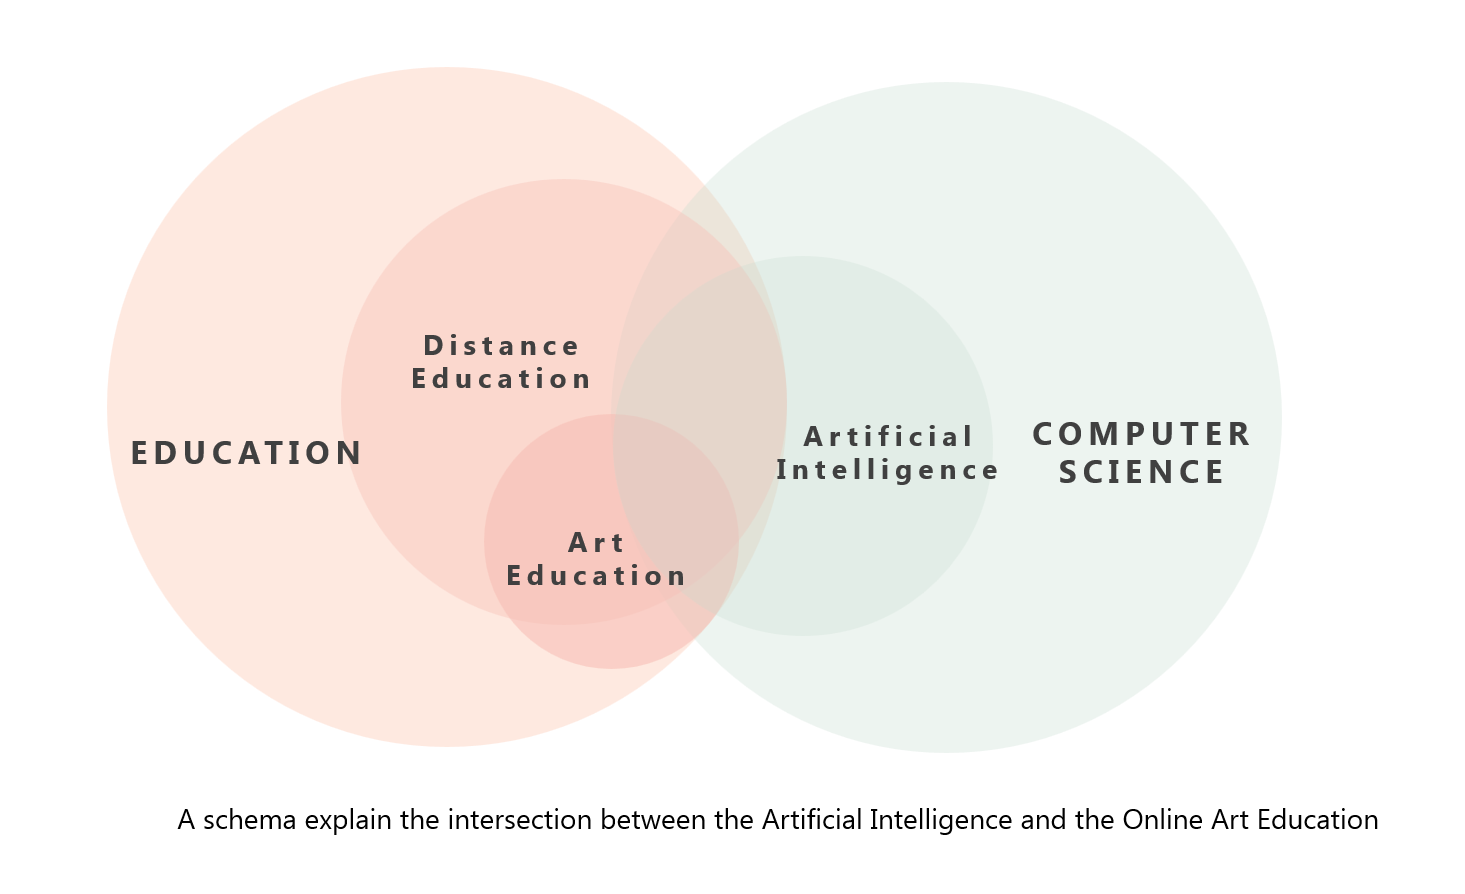 Distance
Education
EDUCATION
Artificial
Intelligence
COMPUTER
SCIENCE
Art
Education
A schema explain the intersection between the Artificial Intelligence and the Online Art Education